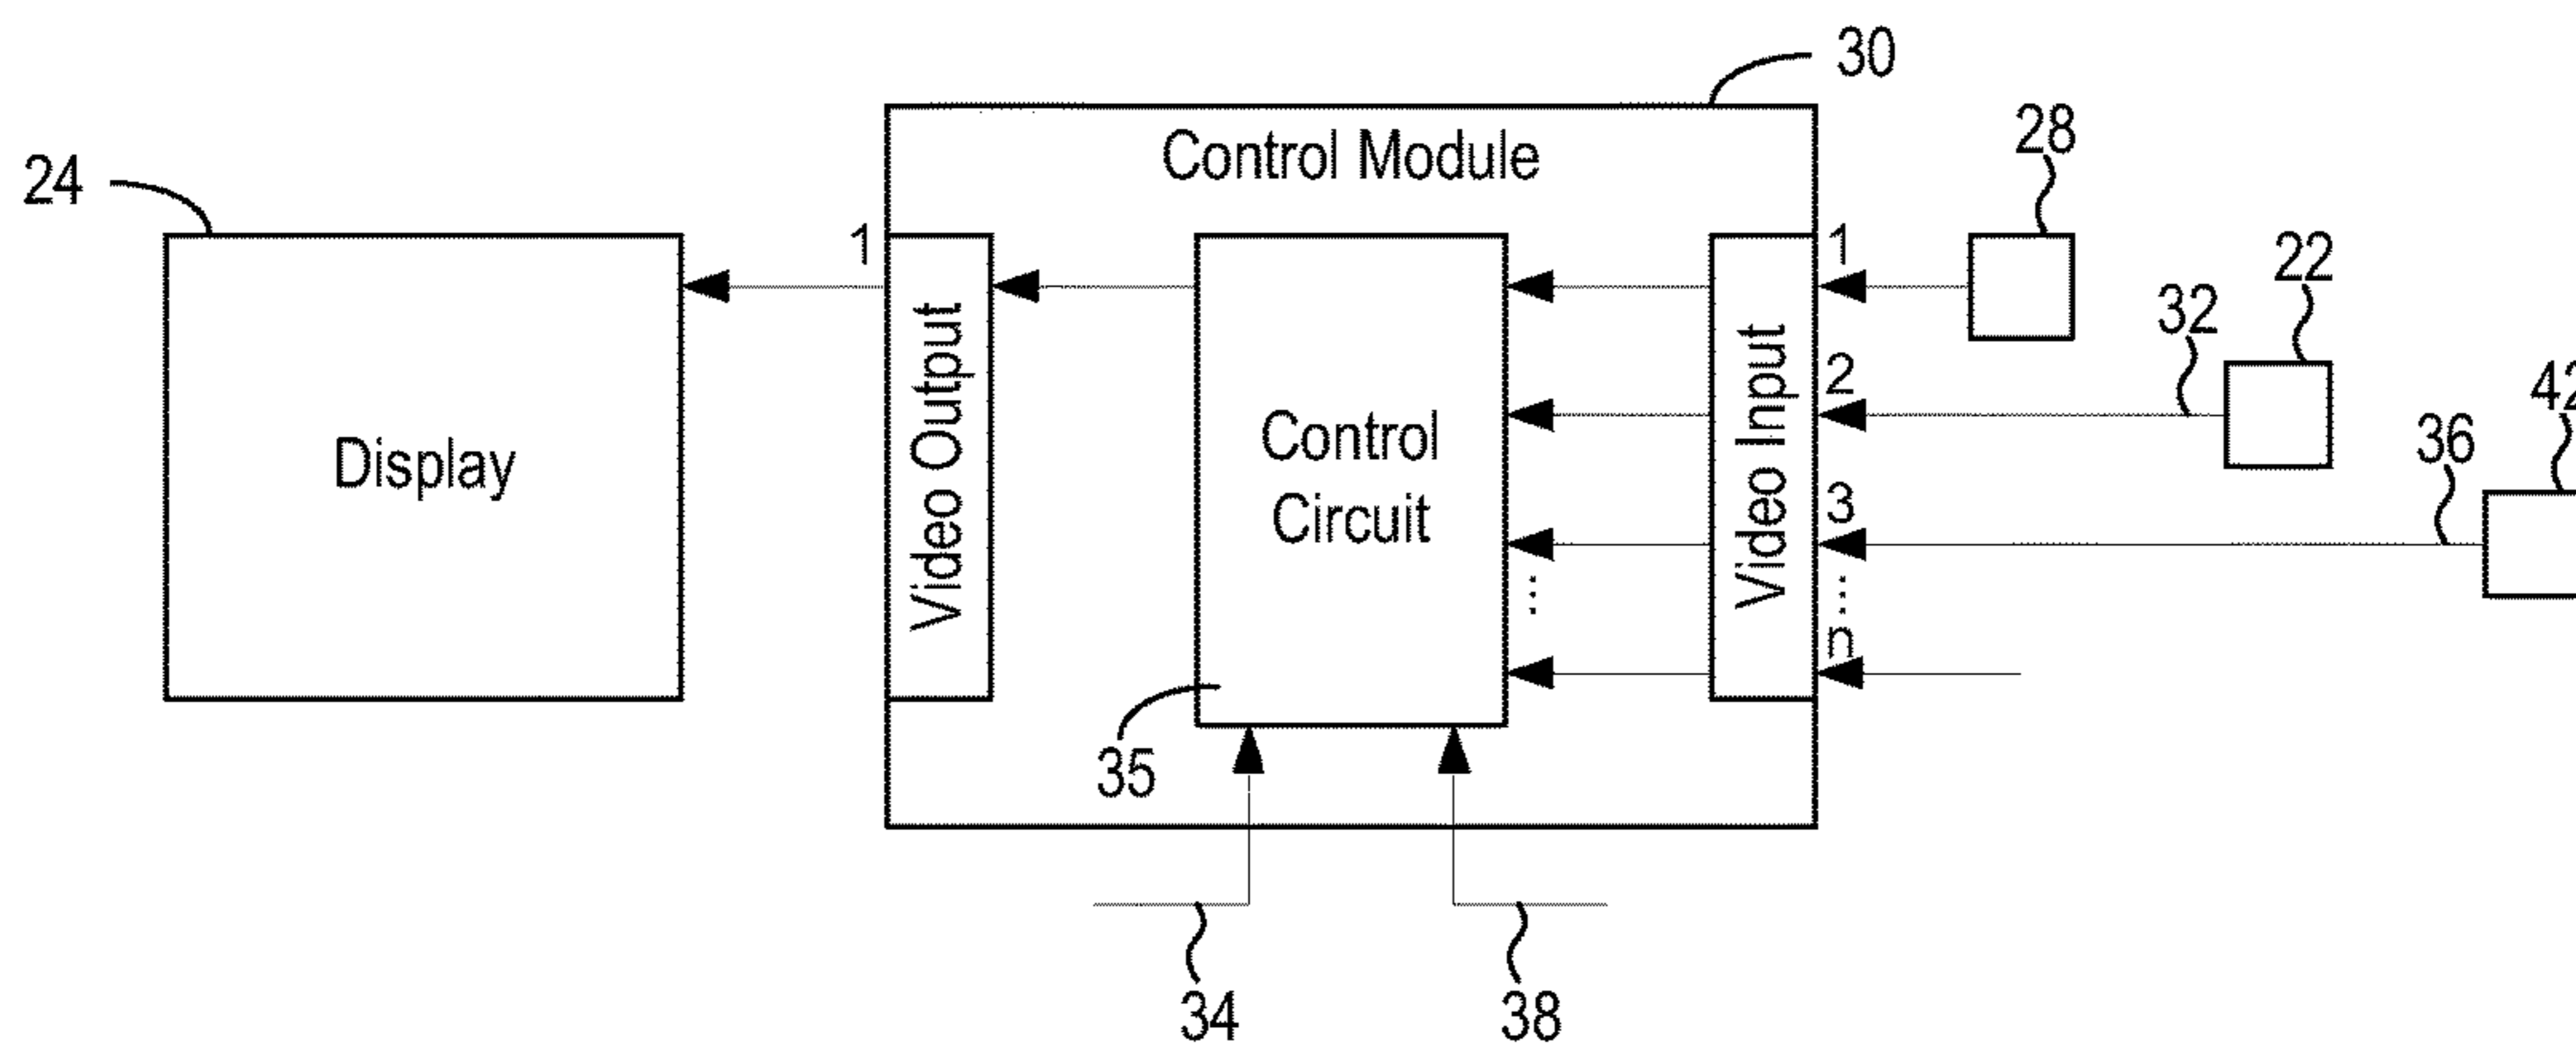 30
Control Module
28
24
1
1
22
32
2
42
Video Output
Control
Circuit
Video Input
36
Display
3
...
...
n
35
34
38